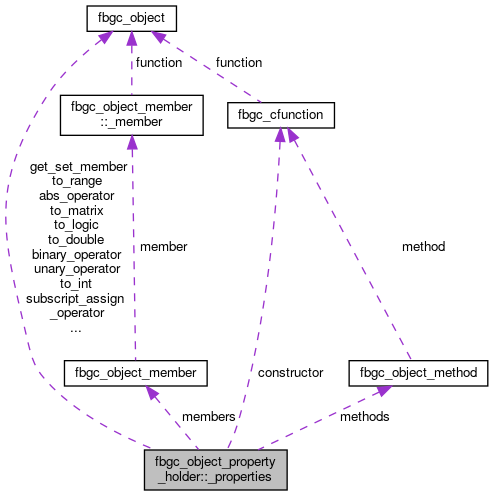 fbgc_object
function
function
fbgc_object_member
::_member
fbgc_cfunction
get_set_member
to_range
abs_operator
to_matrix
to_logic
to_double
binary_operator
unary_operator
to_int
subscript_assign
_operator
...
member
method
fbgc_object_member
constructor
fbgc_object_method
members
methods
fbgc_object_property
_holder::_properties